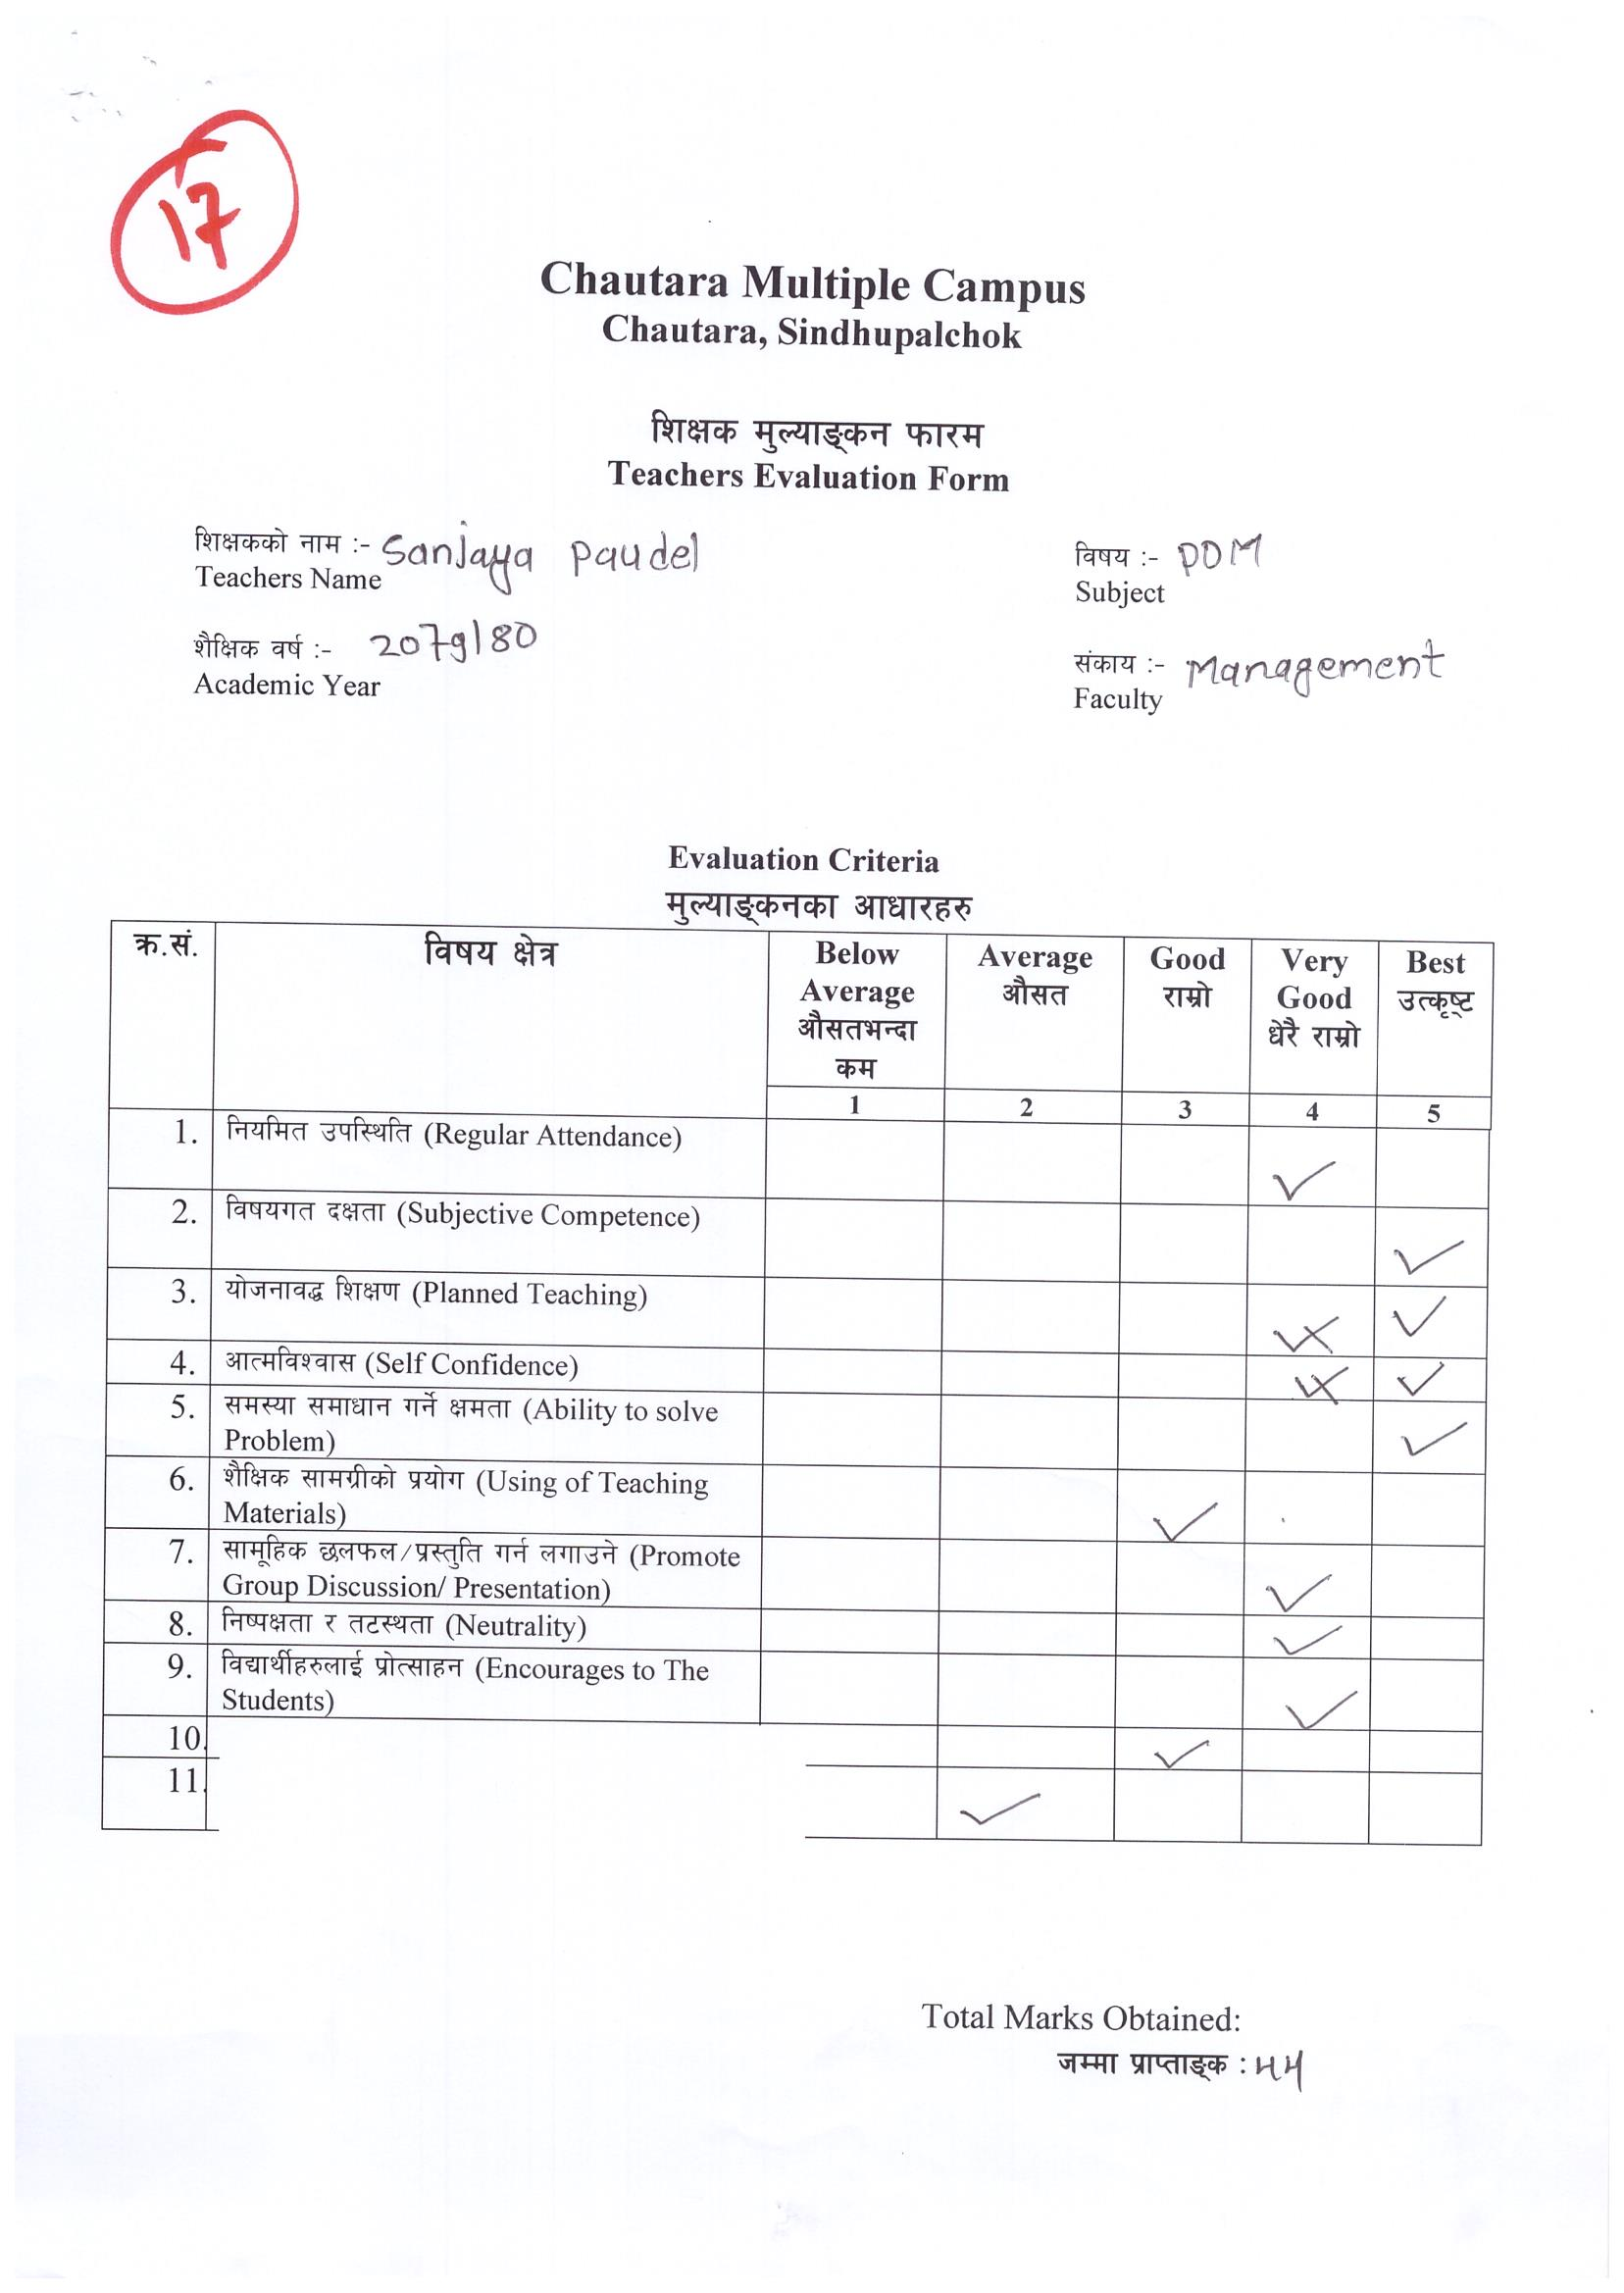 17
Chautara Multiple Campus
Chautara, Sindhupalchok
शिक्षक मुल्याङ्कन फारम
Teachers Evaluation Form
शिक्षकको नाम :- Sanjaya Paudel
Teachers Name
विषय :- POM
Subject
शैक्षिक वर्ष :- 2079/80
Academic Year
संकाय :- Management
Faculty
Evaluation Criteria
मुल्याङ्कनका आधारहरु
क्र.सं. विषय क्षेत्र Below Average औसतभन्दा कम Average औसत Good राम्रो Very Good धेरै राम्रो Best उत्कृष्ट
1 2 3 4 5
1. नियमित उपस्थिति (Regular Attendance) ✓
2. विषयगत दक्षता (Subjective Competence) ✓
3. योजनावद्ध शिक्षण (Planned Teaching) ✓
4. आत्मविश्वास (Self Confidence) ✓
5. समस्या समाधान गर्ने क्षमता (Ability to solve
Problem) ✓
6. शैक्षिक सामग्रीको प्रयोग (Using of Teaching
Materials) ✓
7. सामूहिक छलफल/प्रस्तुति गर्न लगाउने (Promote
Group Discussion/ Presentation) ✓
8. निष्पक्षता र तटस्थता (Neutrality) ✓
9. विद्यार्थीहरुलाई प्रोत्साहन (Encourages to The
Students) ✓
10. ✓
11. ✓
Total Marks Obtained:
जम्मा प्राप्ताङ्क :